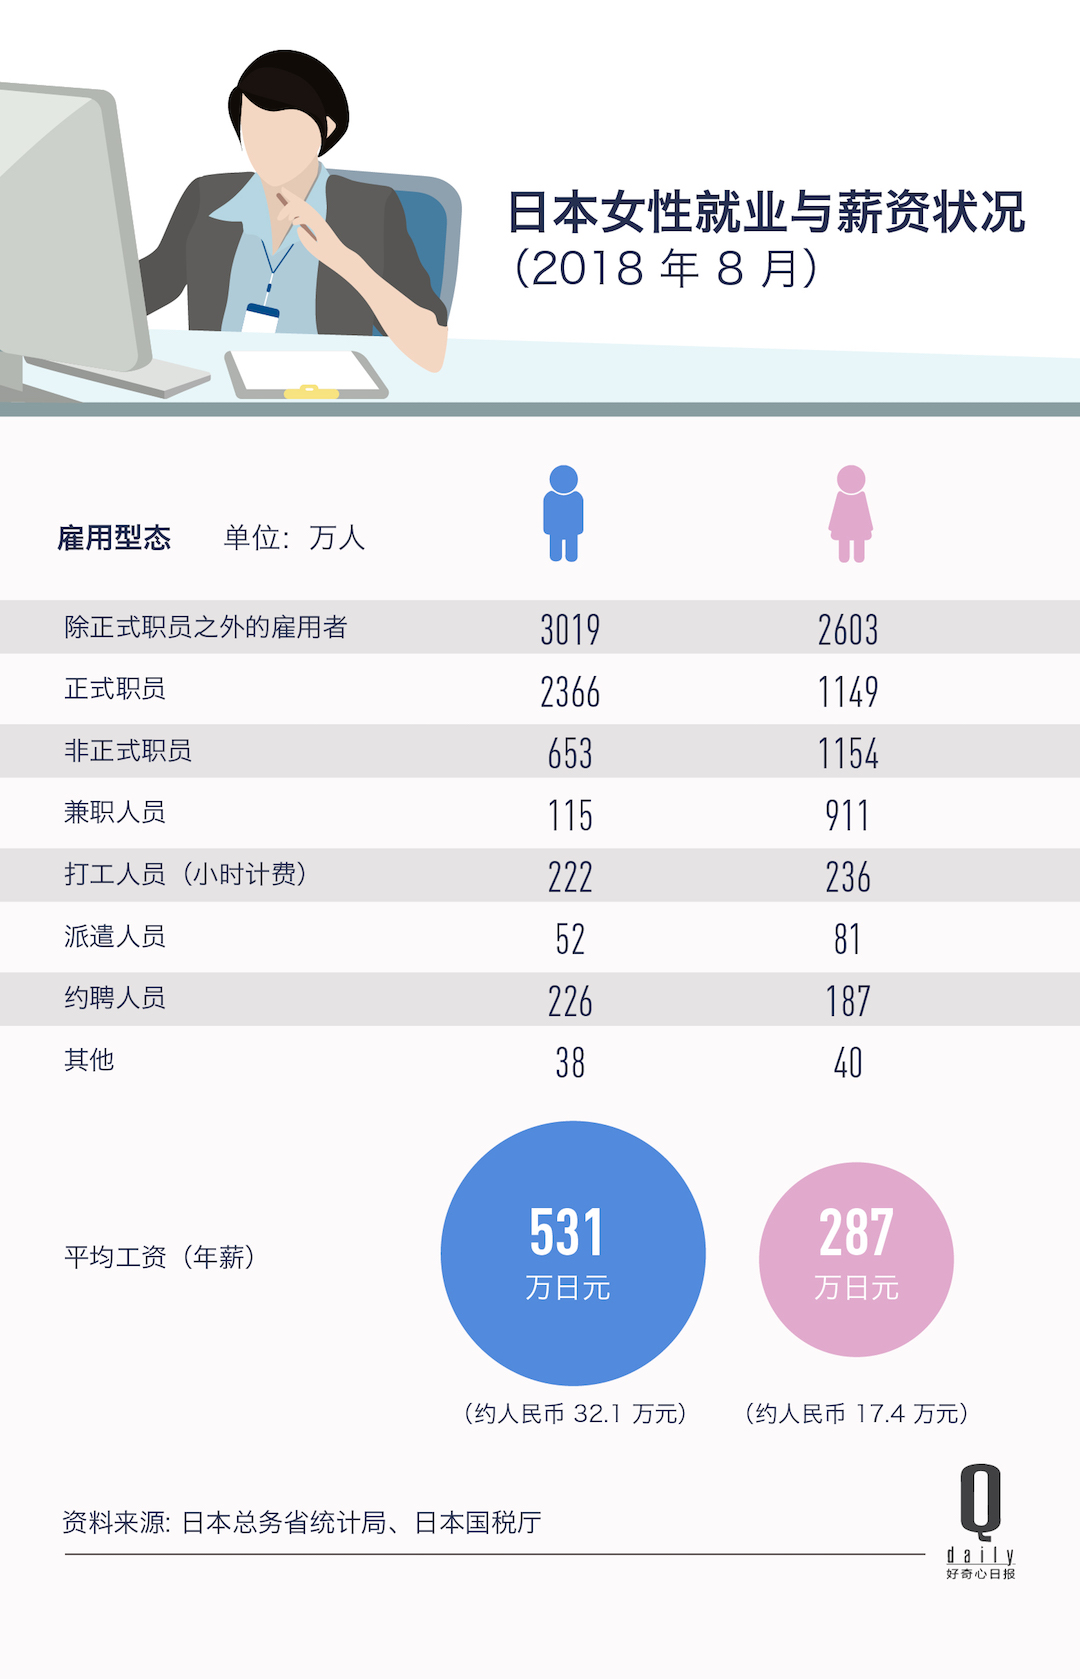 日本女性就业与薪资状况
（2018 年 8 月）
雇用型态 单位：万人
除正式职员之外的雇用者 3019 2603
正式职员 2366 1149
非正式职员 653 1154
兼职人员 115 911
打工人员（小时计费） 222 236
派遣人员 52 81
约聘人员 226 187
其他 38 40
平均工资（年薪） 531 万日元 287 万日元
（约人民币 32.1 万元） （约人民币 17.4 万元）
资料来源: 日本总务省统计局、日本国税厅
Q
daily
好奇心日报